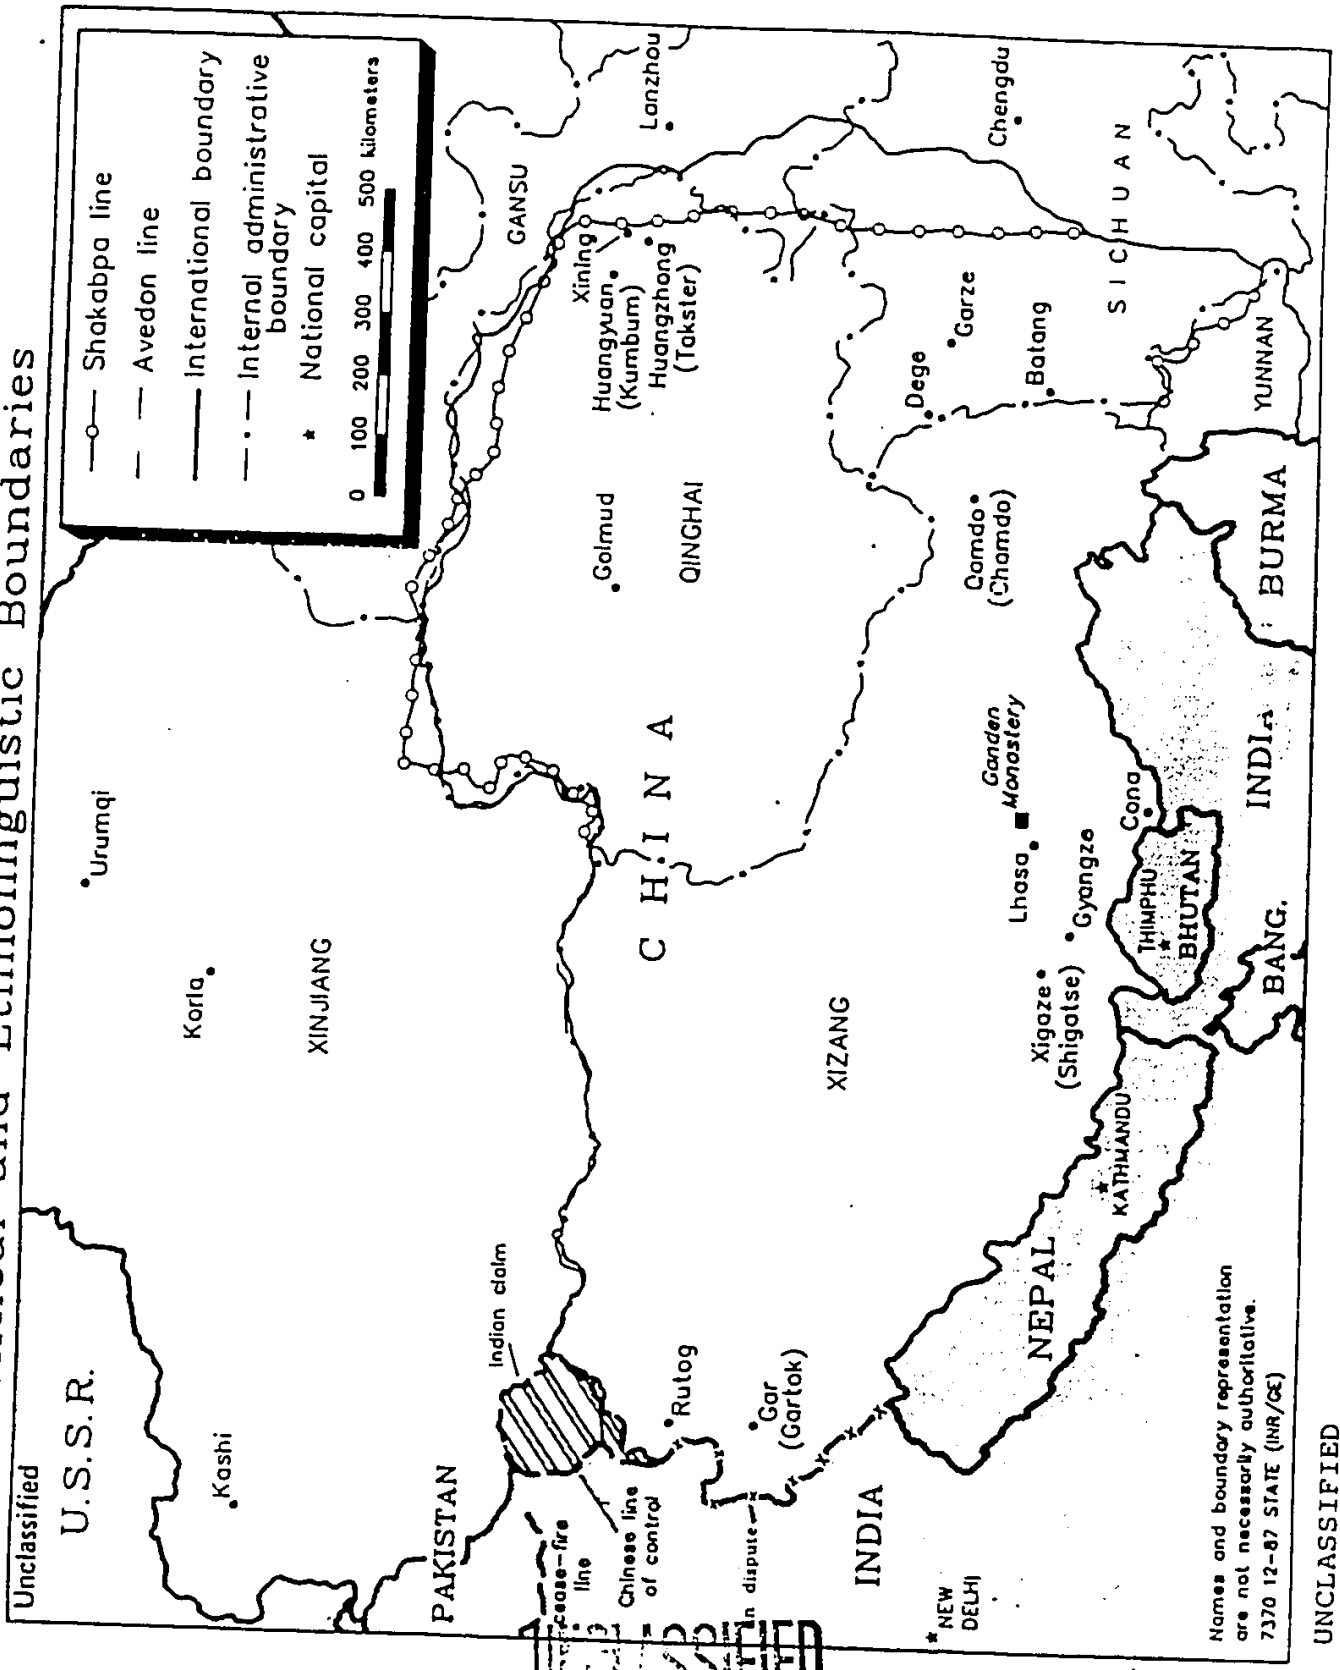 and Ethnolinguistic Boundaries
Unclassified
Shakabpa line
Avedon line
International boundary
Internal administrative
boundary
National capital
0 100 200 300 400 500 kilometers
U.S.S.R.
Kashi
Urumqi
Korla
XINJIANG
GANSU
Lanzhou
PAKISTAN
Indian claim
cease-fire
line
Chinese line
of control
in dispute
Rutog
Gar
(Gartok)
INDIA
NEW
DELHI
C H I N A
Golmud
QINGHAI
Xining
Huangyuan
(Kumbum)
Huangzhong
(Takster)
XIZANG
Dege
Garze
Batang
Chengdu
SICHUAN
YUNNAN
Qamdo
(Chamdo)
Ganden
Monastery
Lhasa
Gyangze
Cona
Xigaze
(Shigatse)
THIMPHU
BHUTAN
NEPAL
KATHMANDU
BANG.
INDIA
BURMA
Names and boundary representation
are not necessarily authoritative.
7370 12-87 STATE (INR/GE)
UNCLASSIFIED